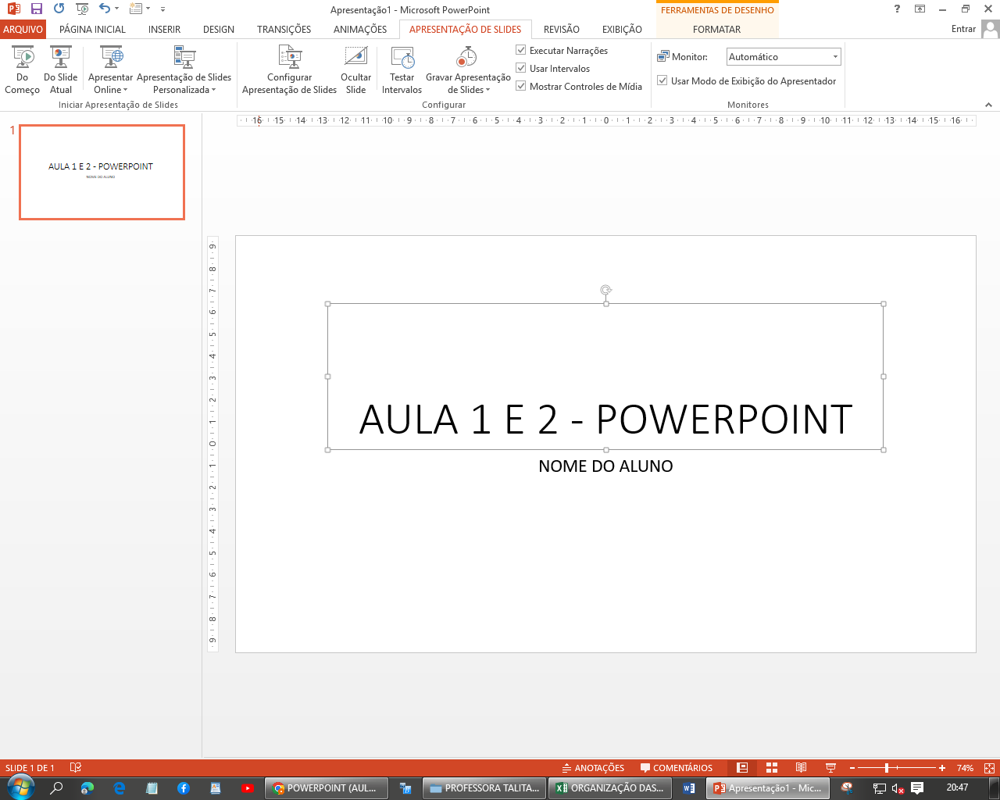 Apresentação1 - Microsoft PowerPoint
FERRAMENTAS DE DESENHO
ARQUIVO PÁGINA INICIAL INSERIR DESIGN TRANSIÇÕES ANIMAÇÕES APRESENTAÇÃO DE SLIDES REVISÃO EXIBIÇÃO FORMATAR Entrar
Do Começo
Do Slide Atual
Apresentar Online
Apresentação de Slides Personalizada
Iniciar Apresentação de Slides
Configurar Apresentação de Slides
Ocultar Slide
Testar Intervalos
Gravar Apresentação de Slides
Executar Narrações
Usar Intervalos
Mostrar Controles de Mídia
Configurar
Monitor: Automático
Usar Modo de Exibição do Apresentador
Monitores
16 15 14 13 12 11 10 9 8 7 6 5 4 3 2 1 0 1 2 3 4 5 6 7 8 9 10 11 12 13 14 15 16
1
AULA 1 E 2 - POWERPOINT
NOME DO ALUNO
9 8 7 6 5 4 3 2 1 0 1 2 3 4 5 6 7 8 9
AULA 1 E 2 - POWERPOINT
NOME DO ALUNO
SLIDE 1 DE 1 ANOTAÇÕES COMENTÁRIOS 74%
POWERPOINT (AUL... PROFESSORA TALITA... ORGANIZAÇÃO DAS... Apresentação1 - Mic... 20:47